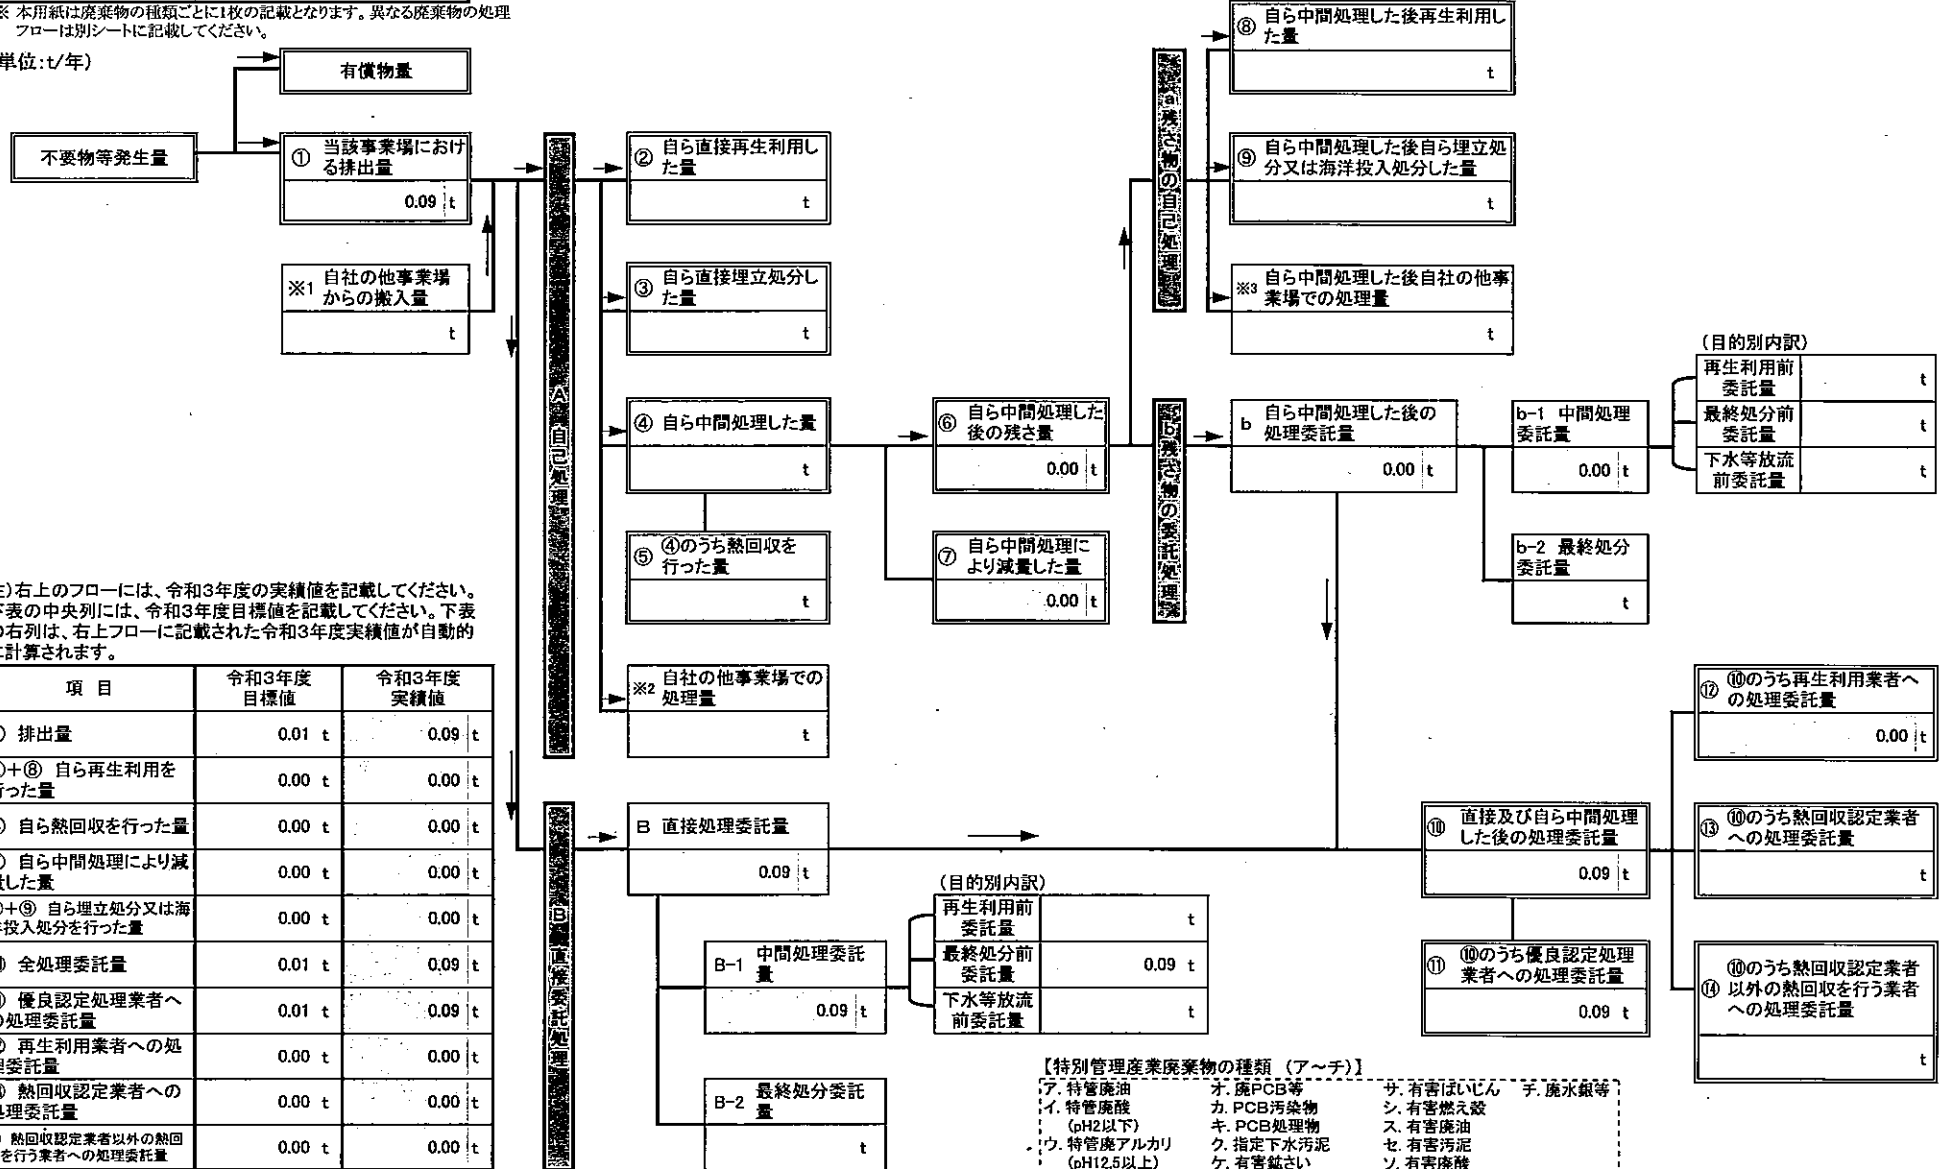 ※ 本用紙は廃棄物の種類ごとに1枚の記載となります。異なる廃棄物の処理
フローは別シートに記載してください。
単位:t/年)
有償物量
不要物等発生量
① 当該事業場におけ
る排出量
0.09 t
※1 自社の他事業場
からの搬入量
t
A 自己処理
② 自ら直接再生利用し
た量
t
③ 自ら直接埋立処分し
た量
t
④ 自ら中間処理した量
t
⑤ ④のうち熱回収を
行った量
t
※2 自社の他事業場での
処理量
t
⑥ 自ら中間処理した
後の残さ量
0.00 t
⑦ 自ら中間処理に
より減量した量
0.00 t
a 残さ物の自己処理
⑧ 自ら中間処理した後再生利用し
た量
t
⑨ 自ら中間処理した後自ら埋立処
分又は海洋投入処分した量
t
※3 自ら中間処理した後自社の他事
業場での処理量
t
b 残さ物の委託処理
b 自ら中間処理した後の
処理委託量
0.00 t
b-1 中間処理
委託量
0.00 t
b-2 最終処分
委託量
t
(目的別内訳)
再生利用前
委託量
t
最終処分前
委託量
t
下水等放流
前委託量
t
注)右上のフローには、令和3年度の実績値を記載してください。
下表の中央列には、令和3年度目標値を記載してください。下表
の右列は、右上フローに記載された令和3年度実績値が自動的
に計算されます。
項 目 令和3年度
目標値 令和3年度
実績値
排出量 0.01 t 0.09 t
+⑧ 自ら再生利用を
行った量 0.00 t 0.00 t
自ら熱回収を行った量 0.00 t 0.00 t
自ら中間処理により減
量した量 0.00 t 0.00 t
+⑨ 自ら埋立処分又は海
洋投入処分を行った量 0.00 t 0.00 t
全処理委託量 0.01 t 0.09 t
優良認定処理業者へ
の処理委託量 0.01 t 0.09 t
再生利用業者への処
理委託量 0.00 t 0.00 t
熱回収認定業者への
処理委託量 0.00 t 0.00 t
熱回収認定業者以外の熱回
を行う業者への処理委託量 0.00 t 0.00 t
B 直接委託処理
B 直接処理委託量
0.09 t
B-1 中間処理委託
量
0.09 t
B-2 最終処分委託
量
t
(目的別内訳)
再生利用前
委託量
t
最終処分前
委託量
0.09 t
下水等放流
前委託量
t
⑩ 直接及び自ら中間処理
した後の処理委託量
0.09 t
⑪ ⑩のうち優良認定処理
業者への処理委託量
0.09 t
⑫ ⑩のうち再生利用業者へ
の処理委託量
0.00 t
⑬ ⑩のうち熱回収認定業者
への処理委託量
t
⑭ ⑩のうち熱回収認定業者
以外の熱回収を行う業者
への処理委託量
t
【特別管理産業廃棄物の種類 (ア~チ)】
ア. 特管廃油 オ. 廃PCB等 サ. 有害ばいじん チ. 廃水銀等
イ. 特管廃酸 カ. PCB汚染物 シ. 有害燃え殻
(pH2以下) キ. PCB処理物 ス. 有害廃油
ウ. 特管廃アルカリ ク. 指定下水汚泥 セ. 有害汚泥
(pH12.5以上) ケ. 有害鉱さい ソ. 有害廃酸